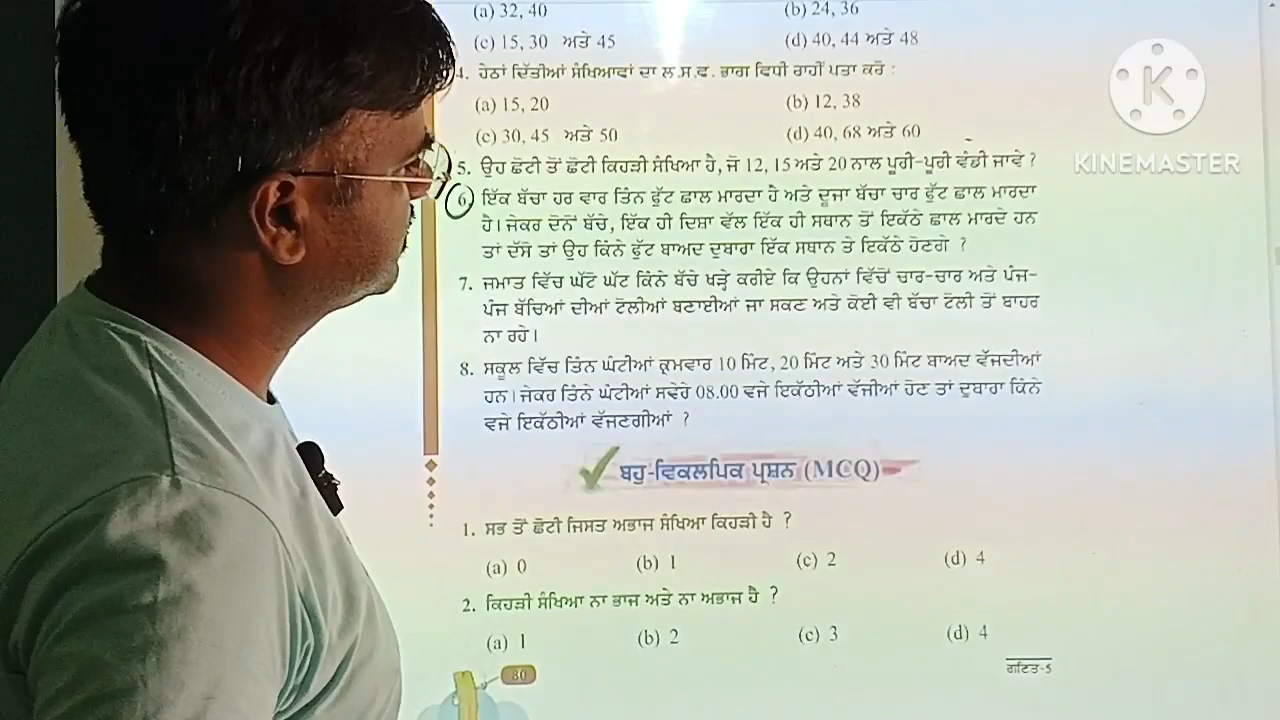 (a) 32, 40 (b) 24, 36
(c) 15, 30 ਅਤੇ 45 (d) 40, 44 ਅਤੇ 48
4. ਹੇਠਾਂ ਦਿੱਤੀਆਂ ਸੰਖਿਆਵਾਂ ਦਾ ਲ.ਸ.ਵ. ਭਾਗ ਵਿਧੀ ਰਾਹੀਂ ਪਤਾ ਕਰੋ :
(a) 15, 20 (b) 12, 38
(c) 30, 45 ਅਤੇ 50 (d) 40, 68 ਅਤੇ 60
5. ਉਹ ਛੋਟੀ ਤੋਂ ਛੋਟੀ ਕਿਹੜੀ ਸੰਖਿਆ ਹੈ, ਜੋ 12, 15 ਅਤੇ 20 ਨਾਲ ਪੂਰੀ-ਪੂਰੀ ਵੰਡੀ ਜਾਵੇ ?
6. ਇੱਕ ਬੱਚਾ ਹਰ ਵਾਰ ਤਿੰਨ ਫੁੱਟ ਛਾਲ ਮਾਰਦਾ ਹੈ ਅਤੇ ਦੂਜਾ ਬੱਚਾ ਚਾਰ ਫੁੱਟ ਛਾਲ ਮਾਰਦਾ
ਹੈ। ਜੇਕਰ ਦੋਨੋਂ ਬੱਚੇ, ਇੱਕ ਹੀ ਦਿਸ਼ਾ ਵੱਲ ਇੱਕ ਹੀ ਸਥਾਨ ਤੋਂ ਇਕੱਠੇ ਛਾਲ ਮਾਰਦੇ ਹਨ
ਤਾਂ ਦੱਸੋ ਤਾਂ ਉਹ ਕਿੰਨੇ ਫੁੱਟ ਬਾਅਦ ਦੁਬਾਰਾ ਇੱਕ ਸਥਾਨ ਤੇ ਇਕੱਠੇ ਹੋਣਗੇ ?
7. ਜਮਾਤ ਵਿੱਚ ਘੱਟੋ ਘੱਟ ਕਿੰਨੇ ਬੱਚੇ ਖੜ੍ਹੇ ਕਰੀਏ ਕਿ ਉਹਨਾਂ ਵਿੱਚੋਂ ਚਾਰ-ਚਾਰ ਅਤੇ ਪੰਜ-
ਪੰਜ ਬੱਚਿਆਂ ਦੀਆਂ ਟੋਲੀਆਂ ਬਣਾਈਆਂ ਜਾ ਸਕਣ ਅਤੇ ਕੋਈ ਵੀ ਬੱਚਾ ਟੋਲੀ ਤੋਂ ਬਾਹਰ
ਨਾ ਰਹੇ।
8. ਸਕੂਲ ਵਿੱਚ ਤਿੰਨ ਘੰਟੀਆਂ ਕ੍ਰਮਵਾਰ 10 ਮਿੰਟ, 20 ਮਿੰਟ ਅਤੇ 30 ਮਿੰਟ ਬਾਅਦ ਵੱਜਦੀਆਂ
ਹਨ। ਜੇਕਰ ਤਿੰਨੇ ਘੰਟੀਆਂ ਸਵੇਰੇ 08.00 ਵਜੇ ਇਕਠੀਆਂ ਵੱਜੀਆਂ ਹੋਣ ਤਾਂ ਦੁਬਾਰਾ ਕਿੰਨੇ
ਵਜੇ ਇਕੱਠੀਆਂ ਵੱਜਣਗੀਆਂ ?
ਬਹੁ-ਵਿਕਲਪਿਕ ਪ੍ਰਸ਼ਨ (MCQ)
1. ਸਭ ਤੋਂ ਛੋਟੀ ਜਿਸਤ ਅਭਾਜ ਸੰਖਿਆ ਕਿਹੜੀ ਹੈ ?
(a) 0 (b) 1 (c) 2 (d) 4
2. ਕਿਹੜੀ ਸੰਖਿਆ ਨਾ ਭਾਜ ਅਤੇ ਨਾ ਅਭਾਜ ਹੈ ?
(a) 1 (b) 2 (c) 3 (d) 4
30
ਗਣਿਤ-5
K
KINEMASTER